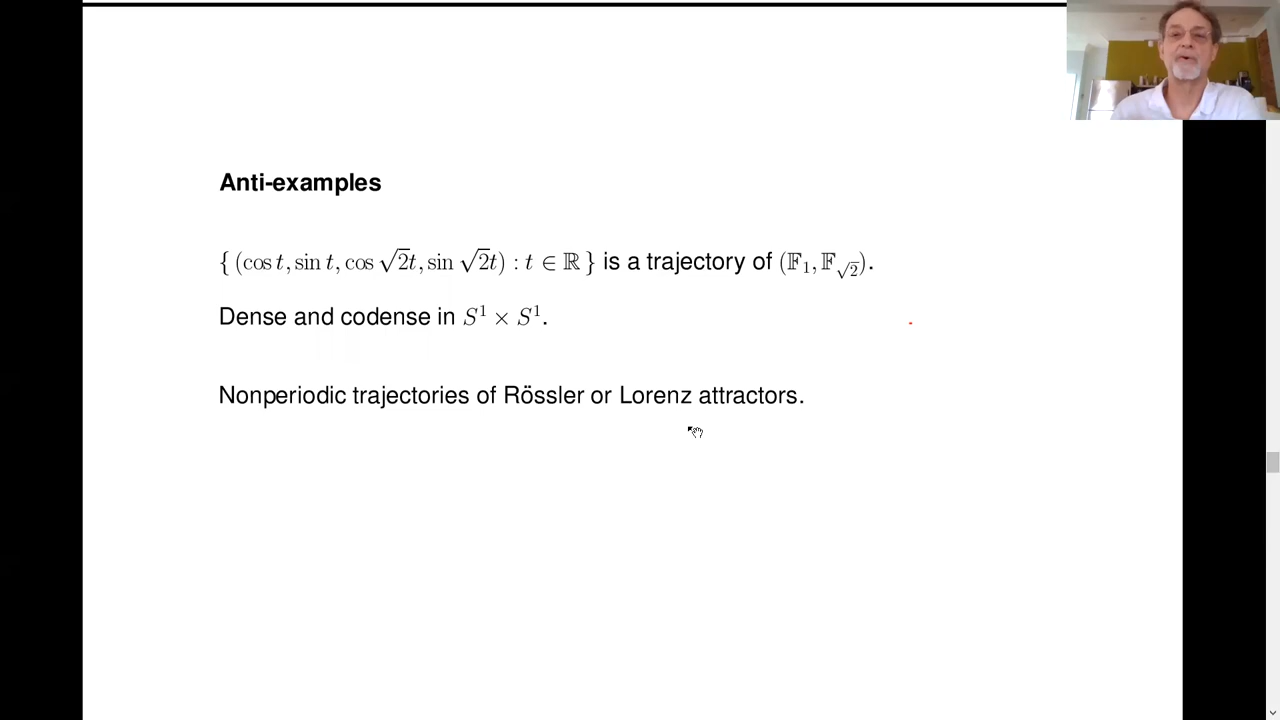 Anti-examples
{ (cos t, sin t, cos √2t, sin √2t) : t ∈ ℝ } is a trajectory of (𝔽₁, 𝔽_√2).
Dense and codense in S¹ × S¹.
Nonperiodic trajectories of Rössler or Lorenz attractors.